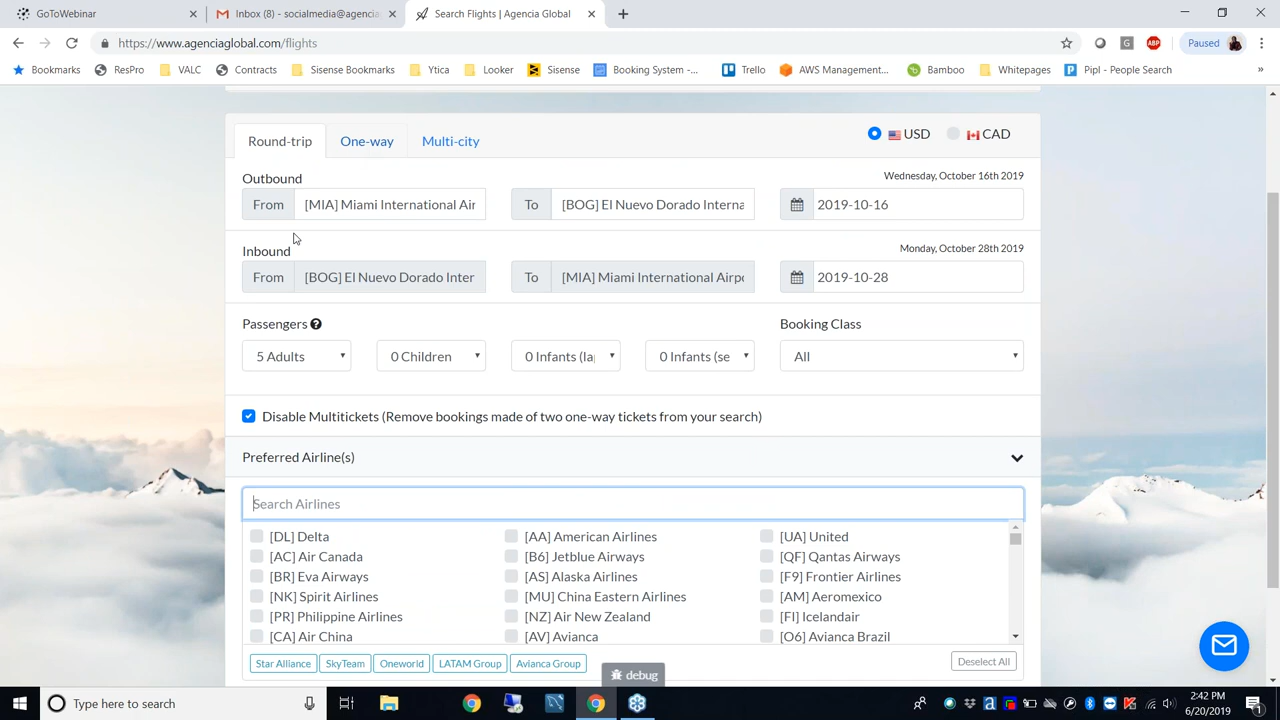 GoToWebinar
Inbox (8) - socialmedia@agencia
Search Flights | Agencia Global
Paused
https://www.agenciaglobal.com/flights
Bookmarks
ResPro
VALC
Contracts
Sisense Bookmarks
Ytica
Looker
Sisense
Booking System -...
Trello
AWS Management...
Bamboo
Whitepages
Pipl - People Search
Round-trip
One-way
Multi-city
USD
CAD
Outbound
Wednesday, October 16th 2019
From
[MIA] Miami International Air
To
[BOG] El Nuevo Dorado Interna
2019-10-16
Inbound
Monday, October 28th 2019
From
[BOG] El Nuevo Dorado Inter
To
[MIA] Miami International Airpo
2019-10-28
Passengers
Booking Class
5 Adults
0 Children
0 Infants (la
0 Infants (se
All
Disable Multitickets (Remove bookings made of two one-way tickets from your search)
Preferred Airline(s)
Search Airlines
[DL] Delta
[AA] American Airlines
[UA] United
[AC] Air Canada
[B6] Jetblue Airways
[QF] Qantas Airways
[BR] Eva Airways
[AS] Alaska Airlines
[F9] Frontier Airlines
[NK] Spirit Airlines
[MU] China Eastern Airlines
[AM] Aeromexico
[PR] Philippine Airlines
[NZ] Air New Zealand
[FI] Icelandair
[CA] Air China
[AV] Avianca
[O6] Avianca Brazil
Star Alliance
SkyTeam
Oneworld
LATAM Group
Avianca Group
Deselect All
debug
Type here to search
2:42 PM
6/20/2019